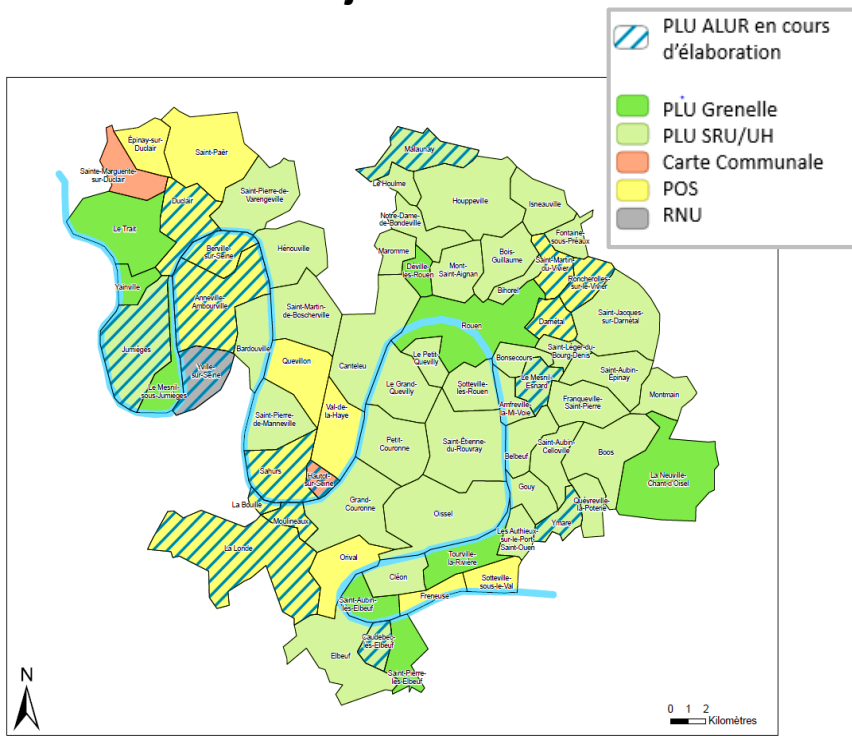 PLU ALUR en cours
d'élaboration
PLU Grenelle
PLU SRU/UH
Carte Communale
POS
RNU
Épinay-sur-
Duclair
Saint-Paër
Sainte-Marguerite-
sur-Duclair
Duclair
Saint-Pierre-de-
Varengeville
Le Trait
Berville-
sur-Seine
Hénouville
Yainville
Anneville-
Ambourville
Saint-Martin-
de-Boscherville
Jumièges
Yville-
sur-Seine
Bardouville
Le Mesnil-
sous-Jumièges
Quevillon
Saint-Pierre-
de-Manneville
Val-de-
la-Haye
Sahurs
Hautot-
sur-Seine
La Bouille
Moulineaux
La Londe
Malaunay
Le Houlme
Houppeville
Isneauville
Notre-Dame-
de-Bondeville
Fontaine-
sous-Préaux
Maromme
Mont-
Saint-Aignan
Bois-
Guillaume
Saint-Martin-
du-Vivier
Roncherolles-
sur-le-Vivier
Déville-
les-Rouen
Bihorel
Rouen
Darnétal
Saint-Jacques-
sur-Darnétal
Canteleu
Le Petit-
Quevilly
Bonsecours
Saint-Léger-du-
Bourg-Denis
Le Grand-
Quevilly
Sotteville-
lès-Rouen
Le Mesnil
Esnard
Saint-Aubin-
Épinay
Amfreville-
la-Mi-Voie
Franqueville-
Saint-Pierre
Montmain
Petit-
Couronne
Saint-Étienne-
du-Rouvray
Belbeuf
Saint-Aubin-
Celloville
Boos
La Neuville-
Chant-d'Oisel
Gouy
Quévreville-
la-Poterie
Grand-
Couronne
Oissel
Ymare
Les Authieux-
sur-le-Port
Saint-Ouen
Orival
Tourville-
la-Rivière
Cléon
Sotteville-
sous-le-Val
Saint-Aubin-
lès-Elbeuf
Freneuse
Caudebec-
lès-Elbeuf
Elbeuf
Saint-Pierre-
lès-Elbeuf
N
0 1 2
Kilomètres